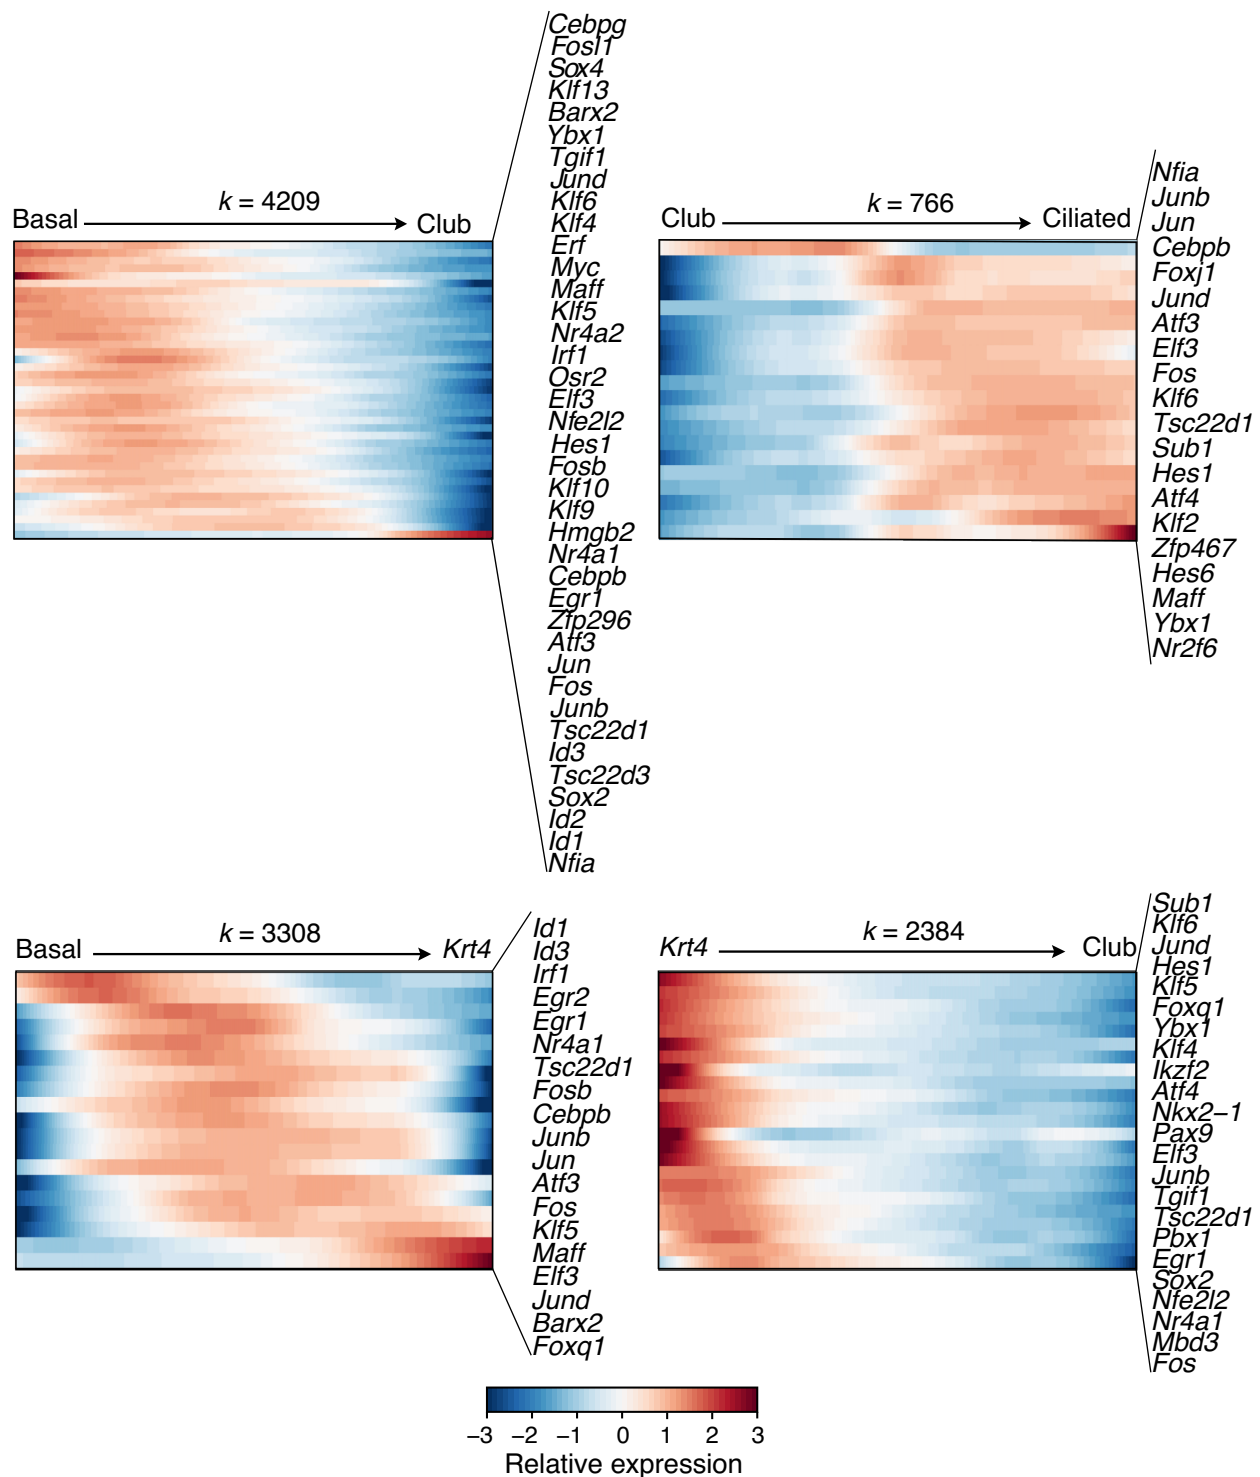 k = 4209
Basal
Club
Cebpg
Fosl1
Sox4
Klf13
Barx2
Ybx1
Tgif1
Jund
Klf6
Klf4
Erf
Myc
Maff
Klf5
Nr4a2
Irf1
Osr2
Elf3
Nfe2l2
Hes1
Fosb
Klf10
Klf9
Hmgb2
Nr4a1
Cebpb
Egr1
Zfp296
Atf3
Jun
Fos
Junb
Tsc22d1
Id3
Tsc22d3
Sox2
Id2
Id1
Nfia
k = 766
Club
Ciliated
Nfia
Junb
Jun
Cebpb
Foxj1
Jund
Atf3
Elf3
Fos
Klf6
Tsc22d1
Sub1
Hes1
Atf4
Klf2
Zfp467
Hes6
Maff
Ybx1
Nr2f6
k = 3308
Basal
Krt4
Id1
Id3
Irf1
Egr2
Egr1
Nr4a1
Tsc22d1
Fosb
Cebpb
Junb
Jun
Atf3
Fos
Klf5
Maff
Elf3
Jund
Barx2
Foxq1
k = 2384
Krt4
Club
Sub1
Klf6
Jund
Hes1
Klf5
Foxq1
Ybx1
Klf4
Ikzf2
Atf4
Nkx2−1
Pax9
Elf3
Junb
Tgif1
Tsc22d1
Pbx1
Egr1
Sox2
Nfe2l2
Nr4a1
Mbd3
Fos
−3 −2 −1 0 1 2 3
Relative expression